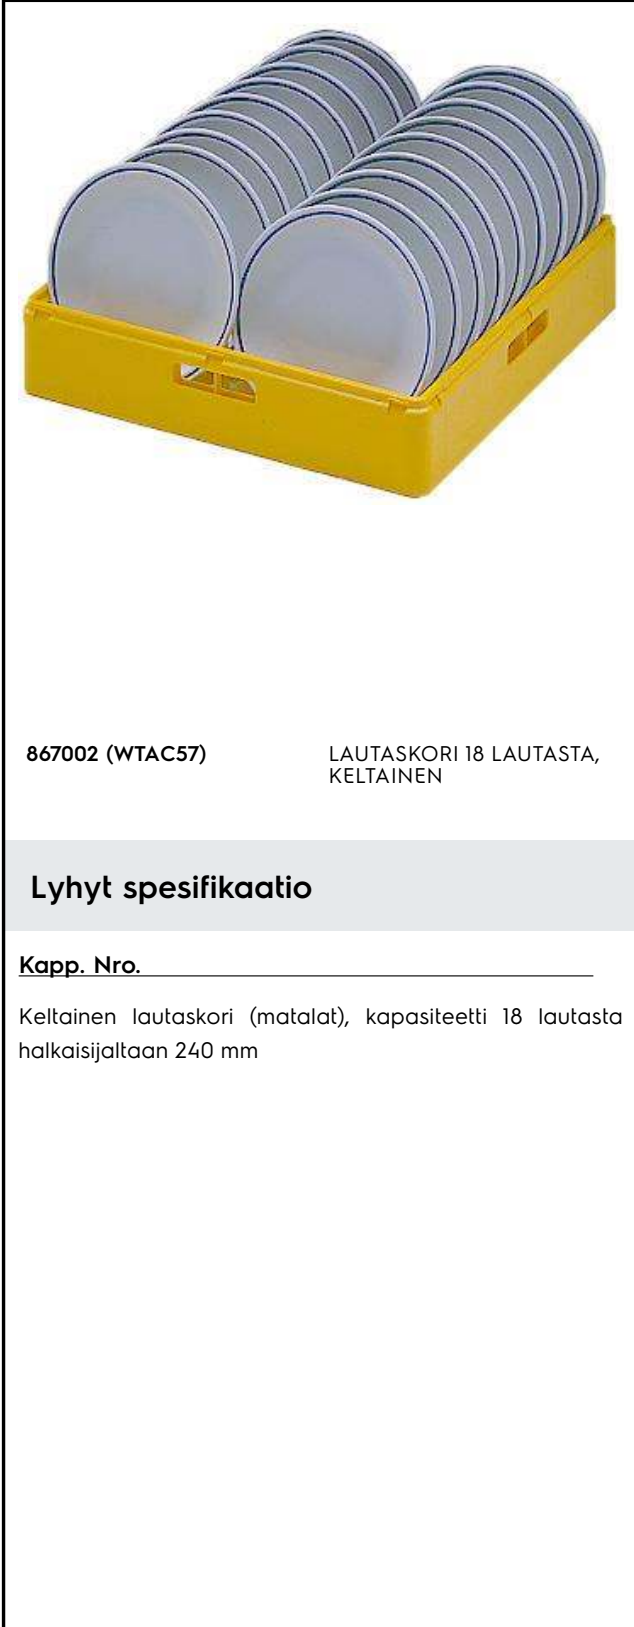 867002 (WTAC57)
LAUTASKORI 18 LAUTASTA,
KELTAINEN
Lyhyt spesifikaatio
Kapp. Nro.
Keltainen lautaskori (matalat), kapasiteetti 18 lautasta
halkaisijaltaan 240 mm